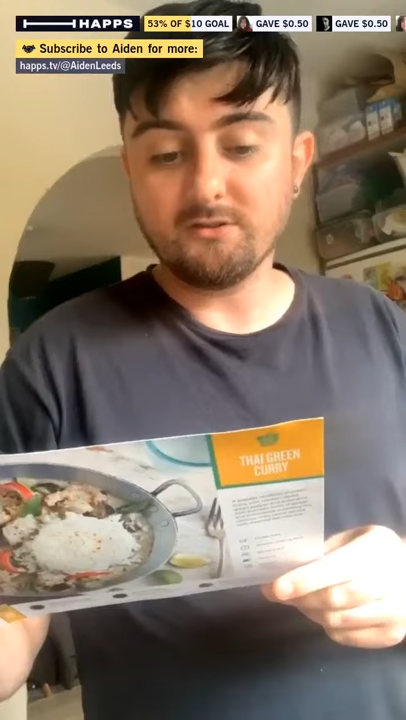 HAPPS
53% OF $10 GOAL
GAVE $0.50
GAVE $0.50
Subscribe to Aiden for more:
happs.tv/@AidenLeeds
THAI GREEN
CURRY